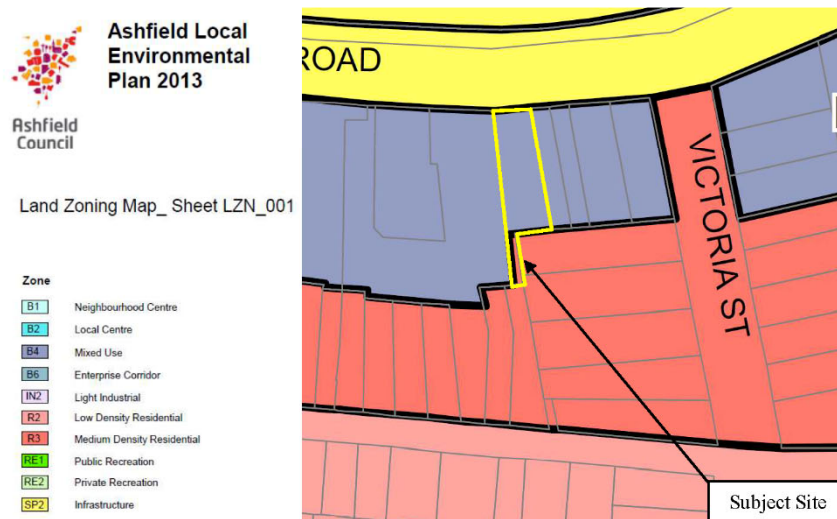 Ashfield Local
Environmental
Plan 2013
Ashfield
Council
Land Zoning Map_ Sheet LZN_001
Zone
B1 Neighbourhood Centre
B2 Local Centre
B4 Mixed Use
B6 Enterprise Corridor
IN2 Light Industrial
R2 Low Density Residential
R3 Medium Density Residential
RE1 Public Recreation
RE2 Private Recreation
SP2 Infrastructure
ROAD
VICTORIA ST
Subject Site